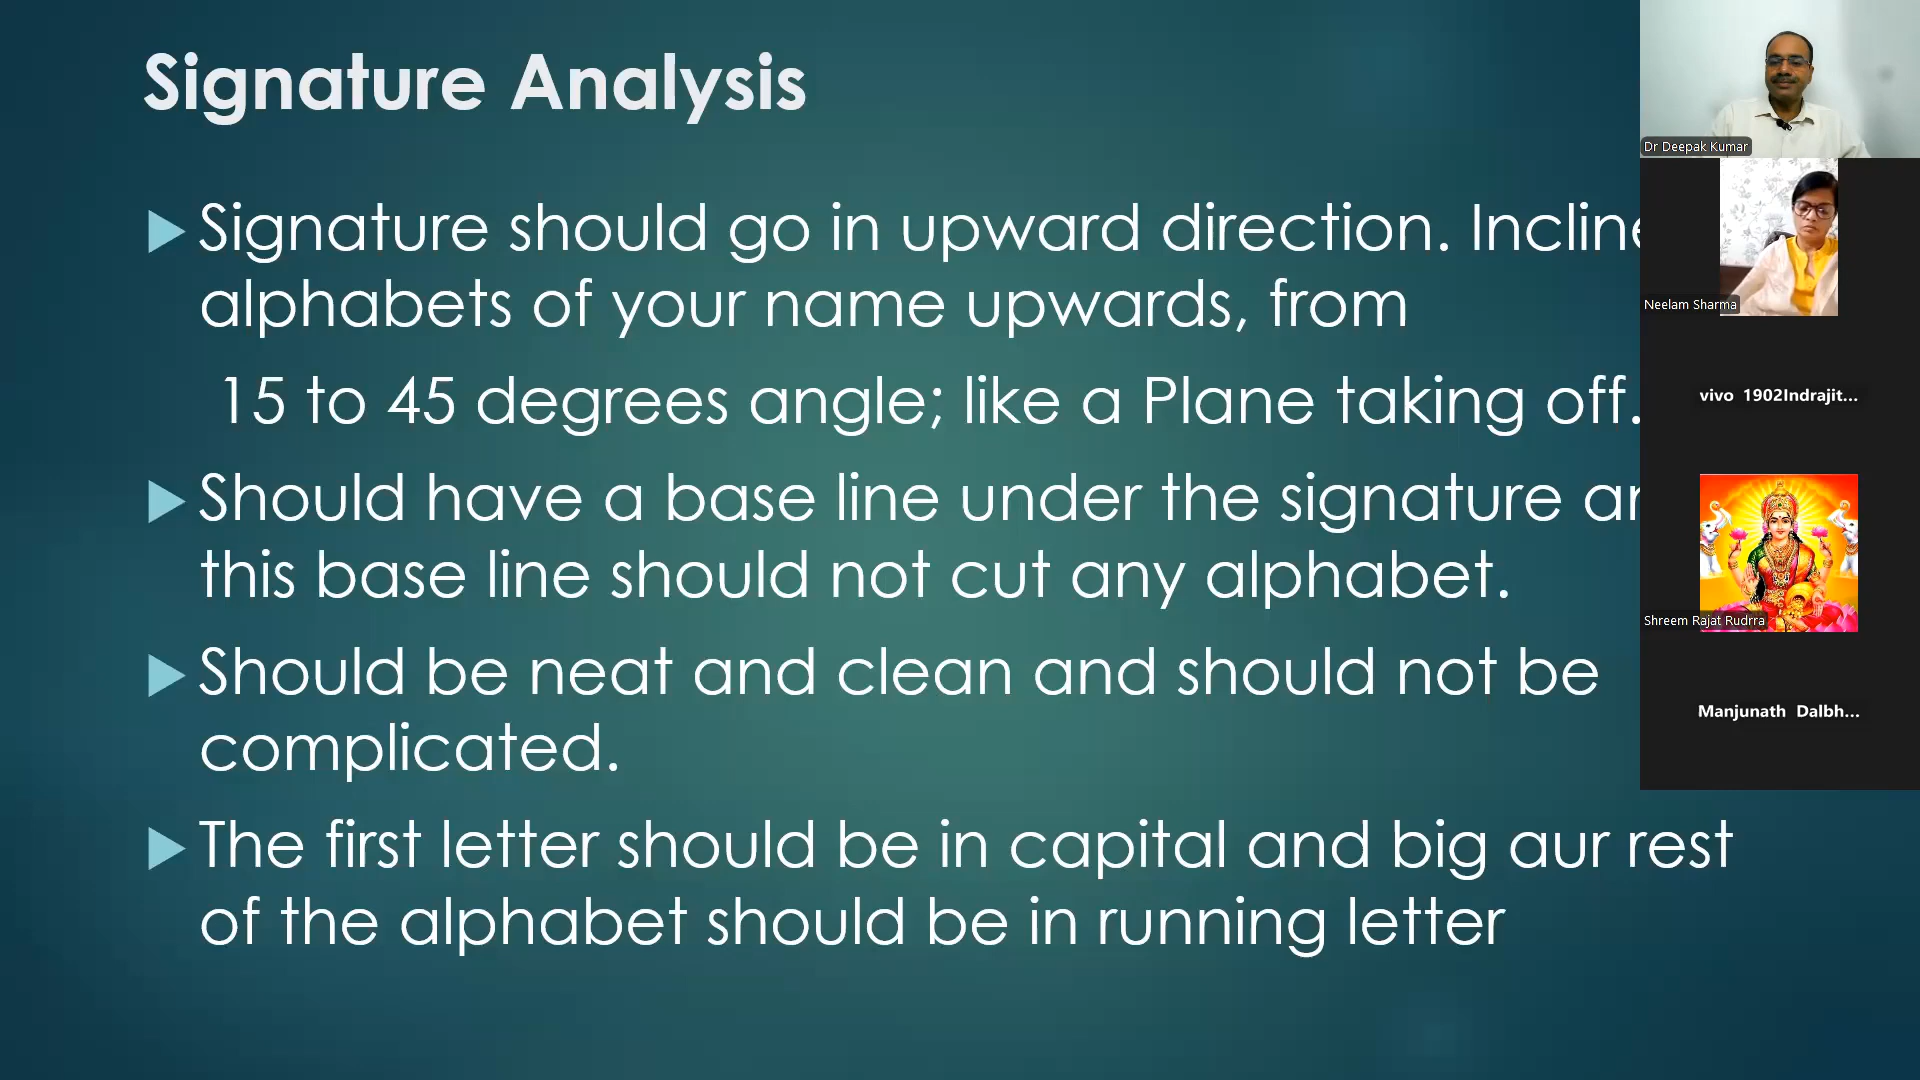 Signature Analysis
Signature should go in upward direction. Incline
alphabets of your name upwards, from
15 to 45 degrees angle; like a Plane taking off.
Should have a base line under the signature
this base line should not cut any alphabet.
Should be neat and clean and should not be
complicated.
The first letter should be in capital and big aur rest
of the alphabet should be in running letter
Dr Deepak Kumar
Neelam Sharma
vivo 1902Indrajit...
Shreem Rajat Rudrra
Manjunath Dalbh...